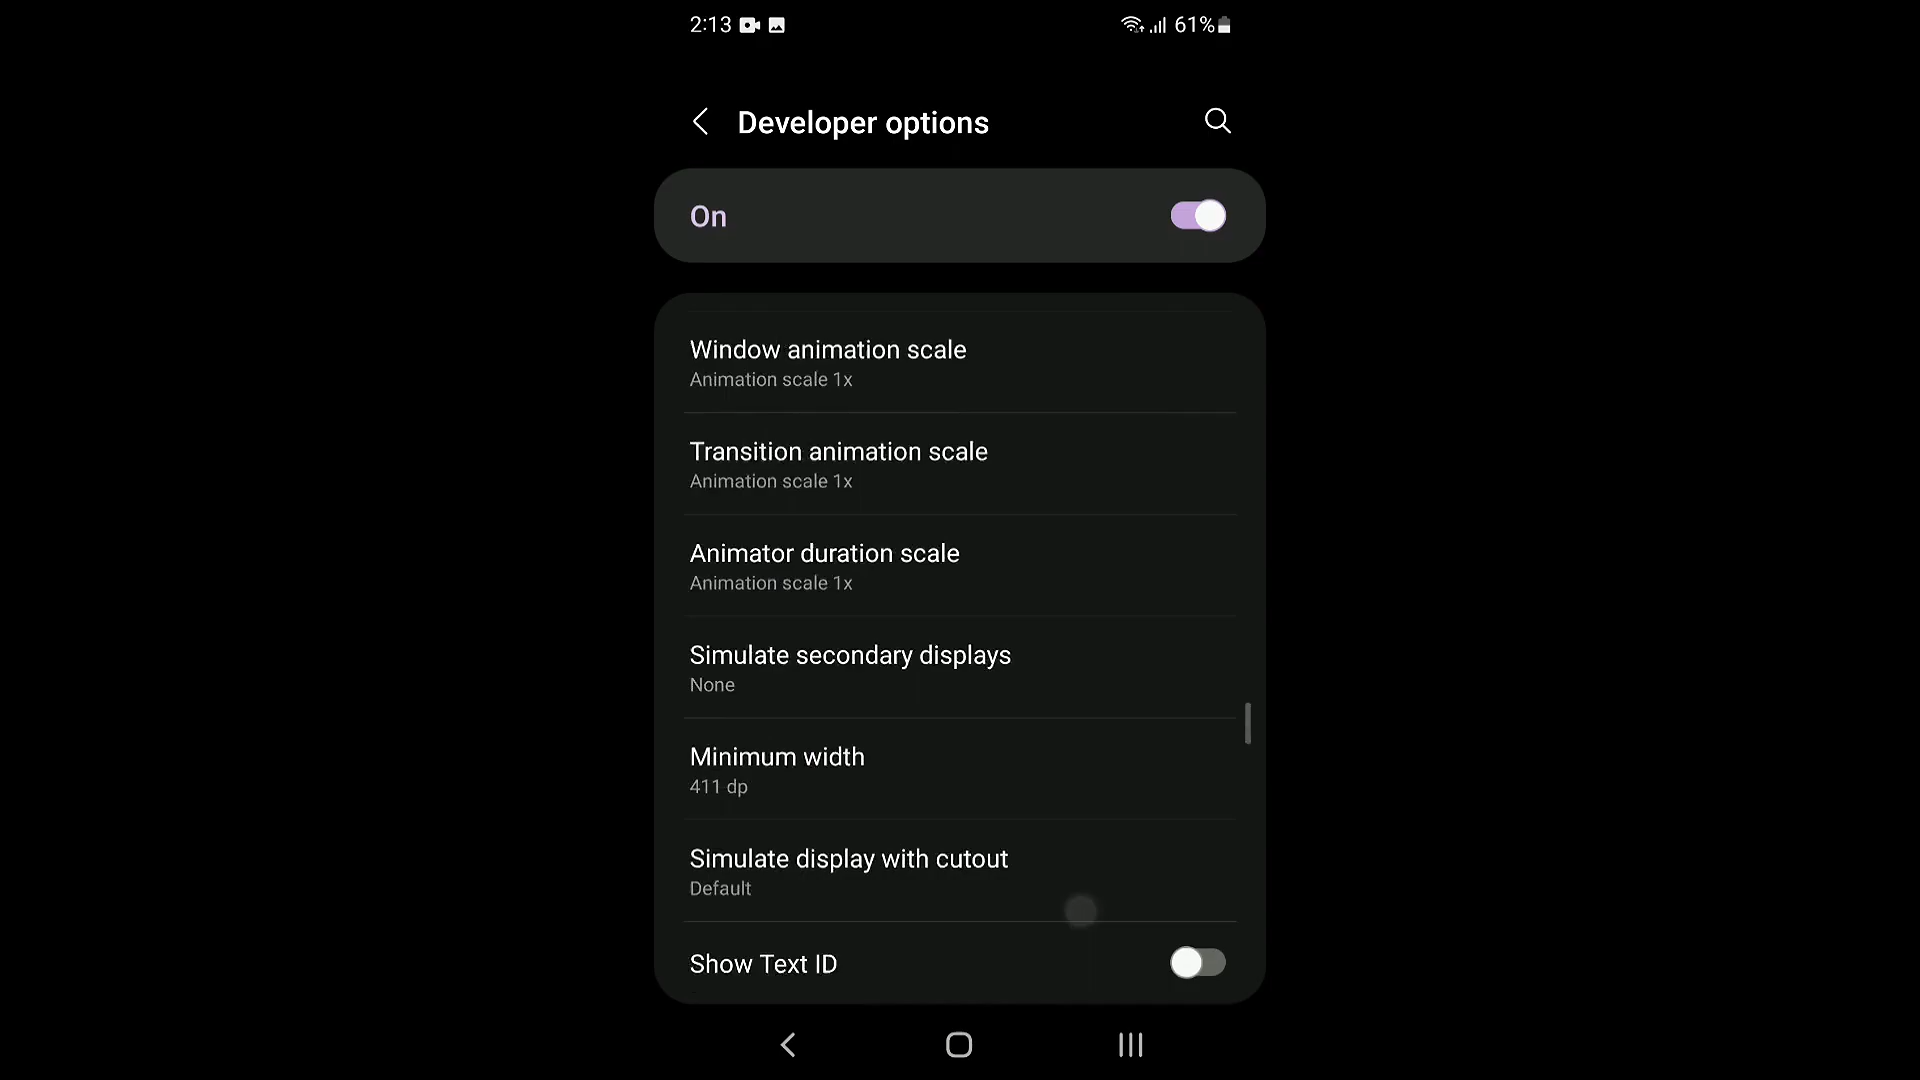 2:13 61%
Developer options
On
Window animation scale
Animation scale 1x
Transition animation scale
Animation scale 1x
Animator duration scale
Animation scale 1x
Simulate secondary displays
None
Minimum width
411 dp
Simulate display with cutout
Default
Show Text ID